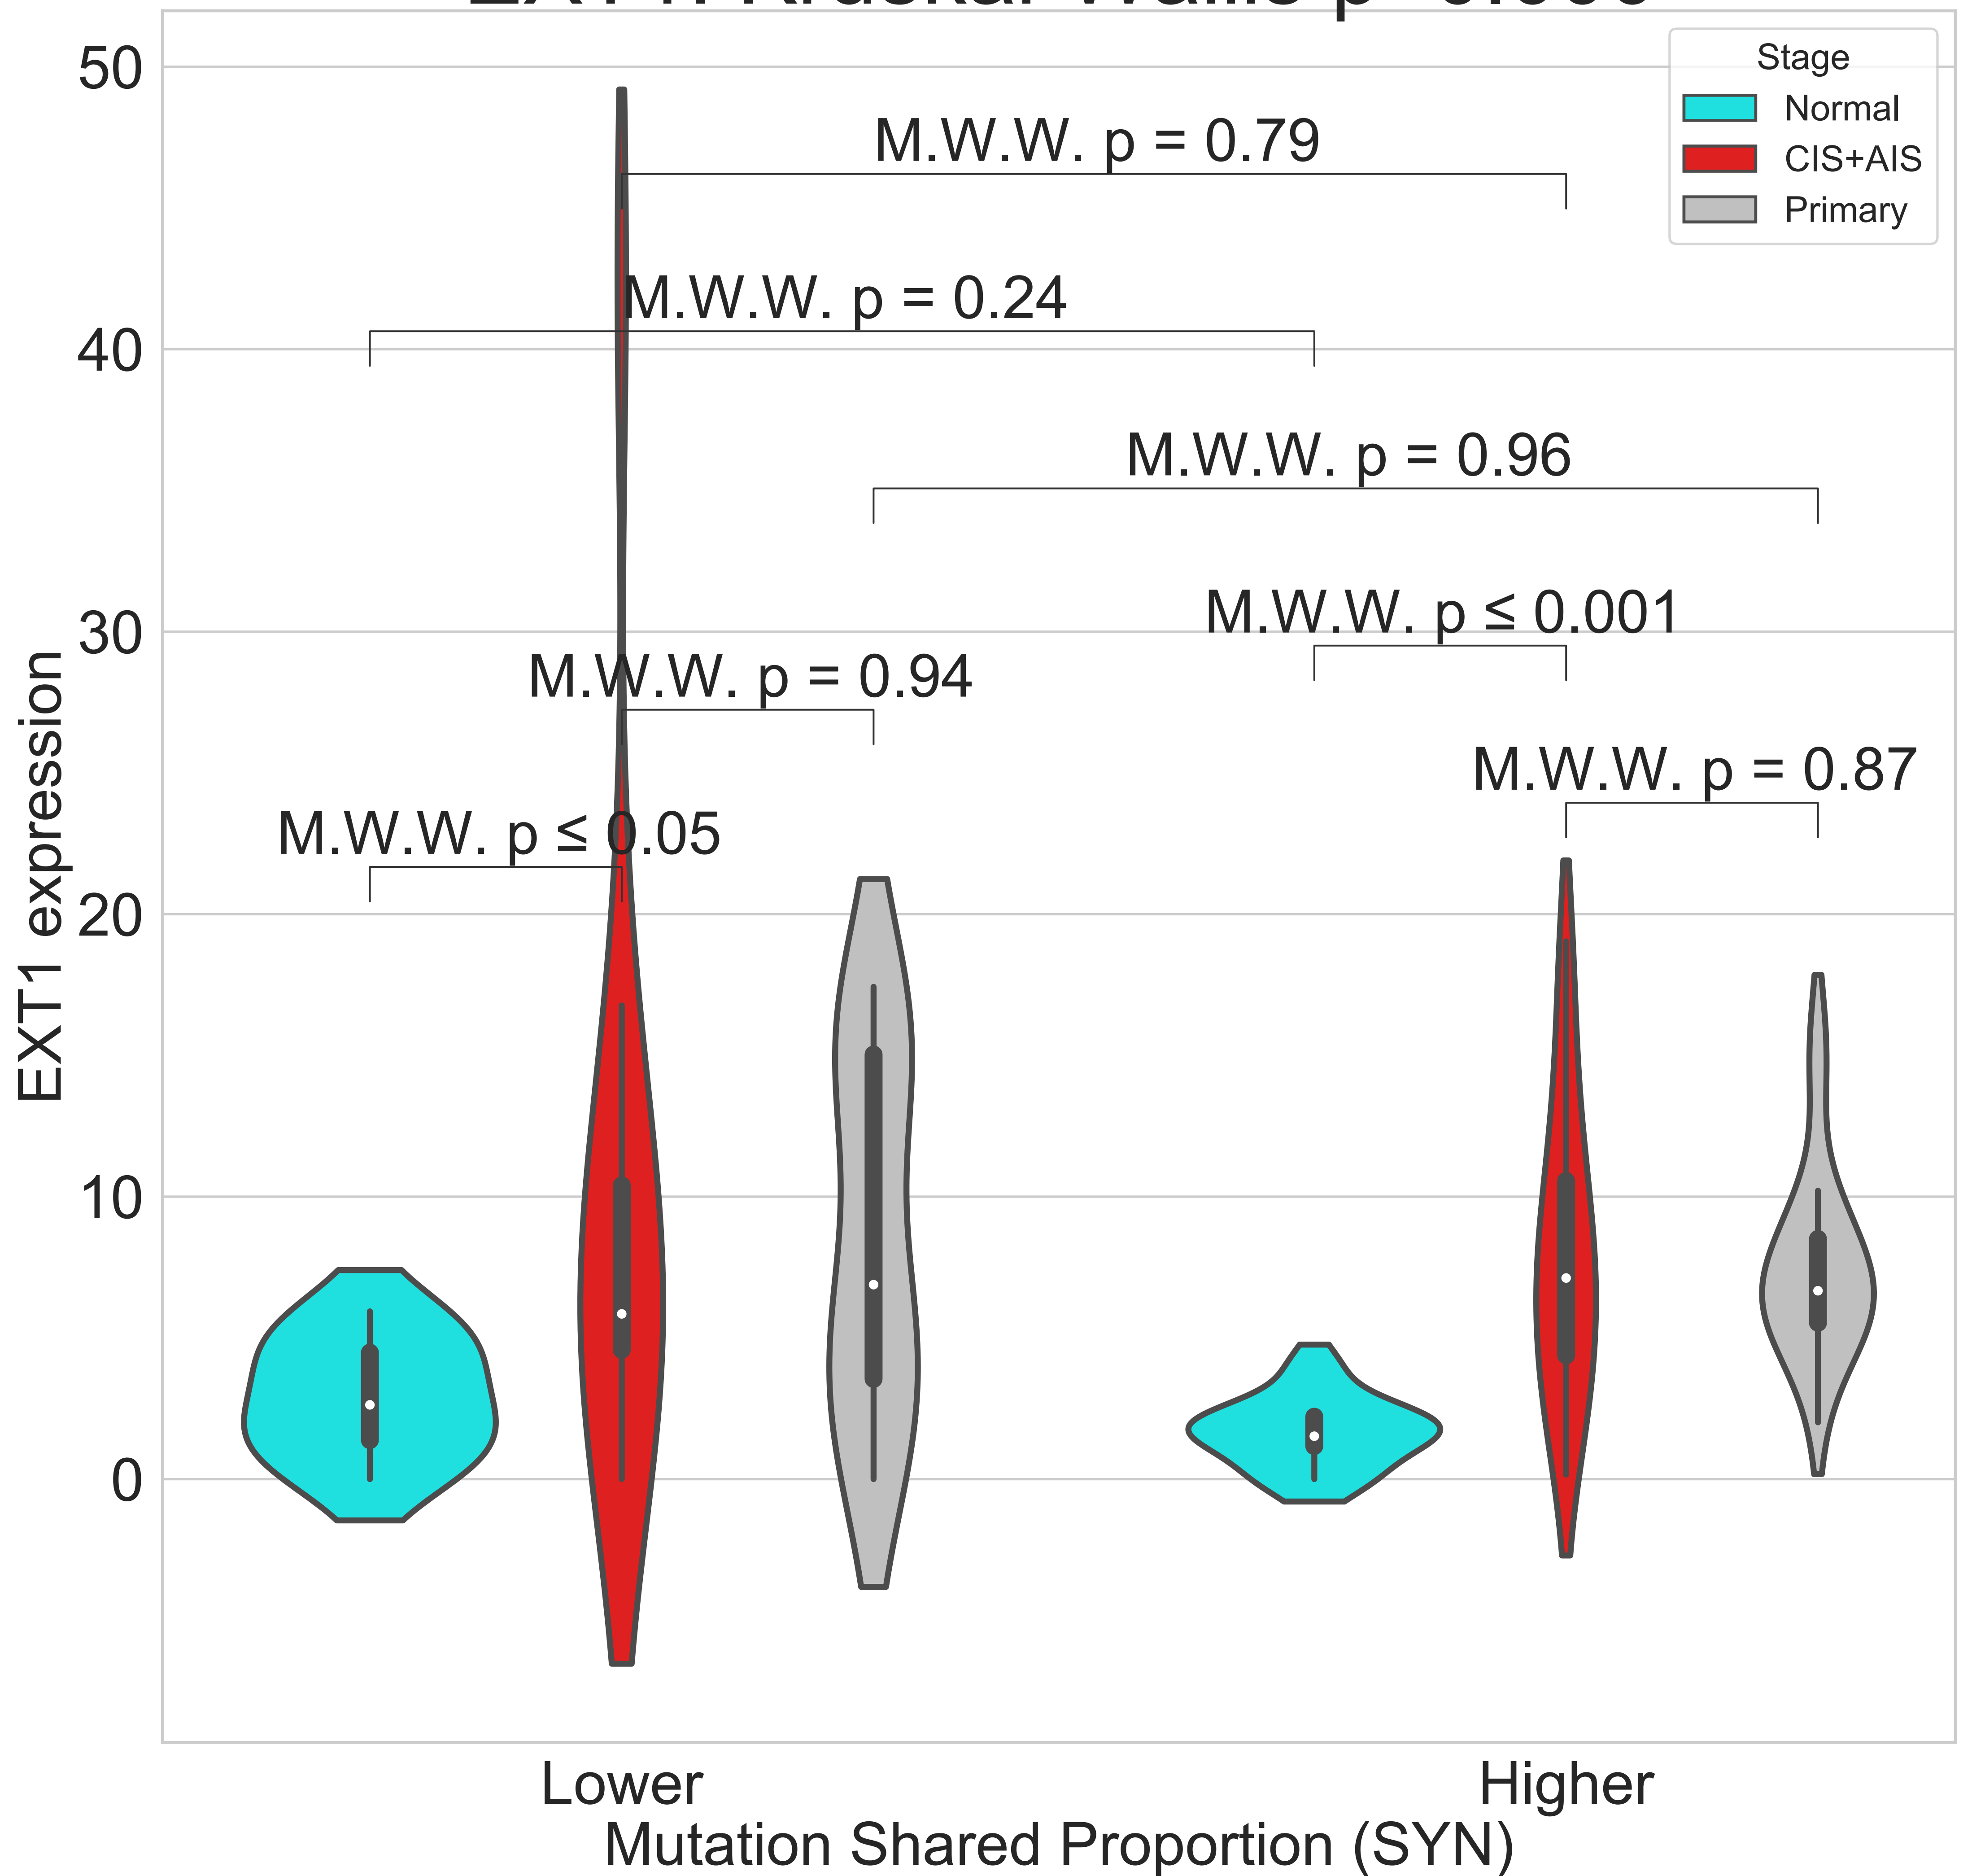 50
40
30
20
10
0
EXT1 expression
Stage
Normal
CIS+AIS
Primary
M.W.W. p = 0.79
M.W.W. p = 0.24
M.W.W. p = 0.96
M.W.W. p ≤ 0.001
M.W.W. p = 0.94
M.W.W. p = 0.87
M.W.W. p ≤ 0.05
Lower
Higher
Mutation Shared Proportion (SYN)